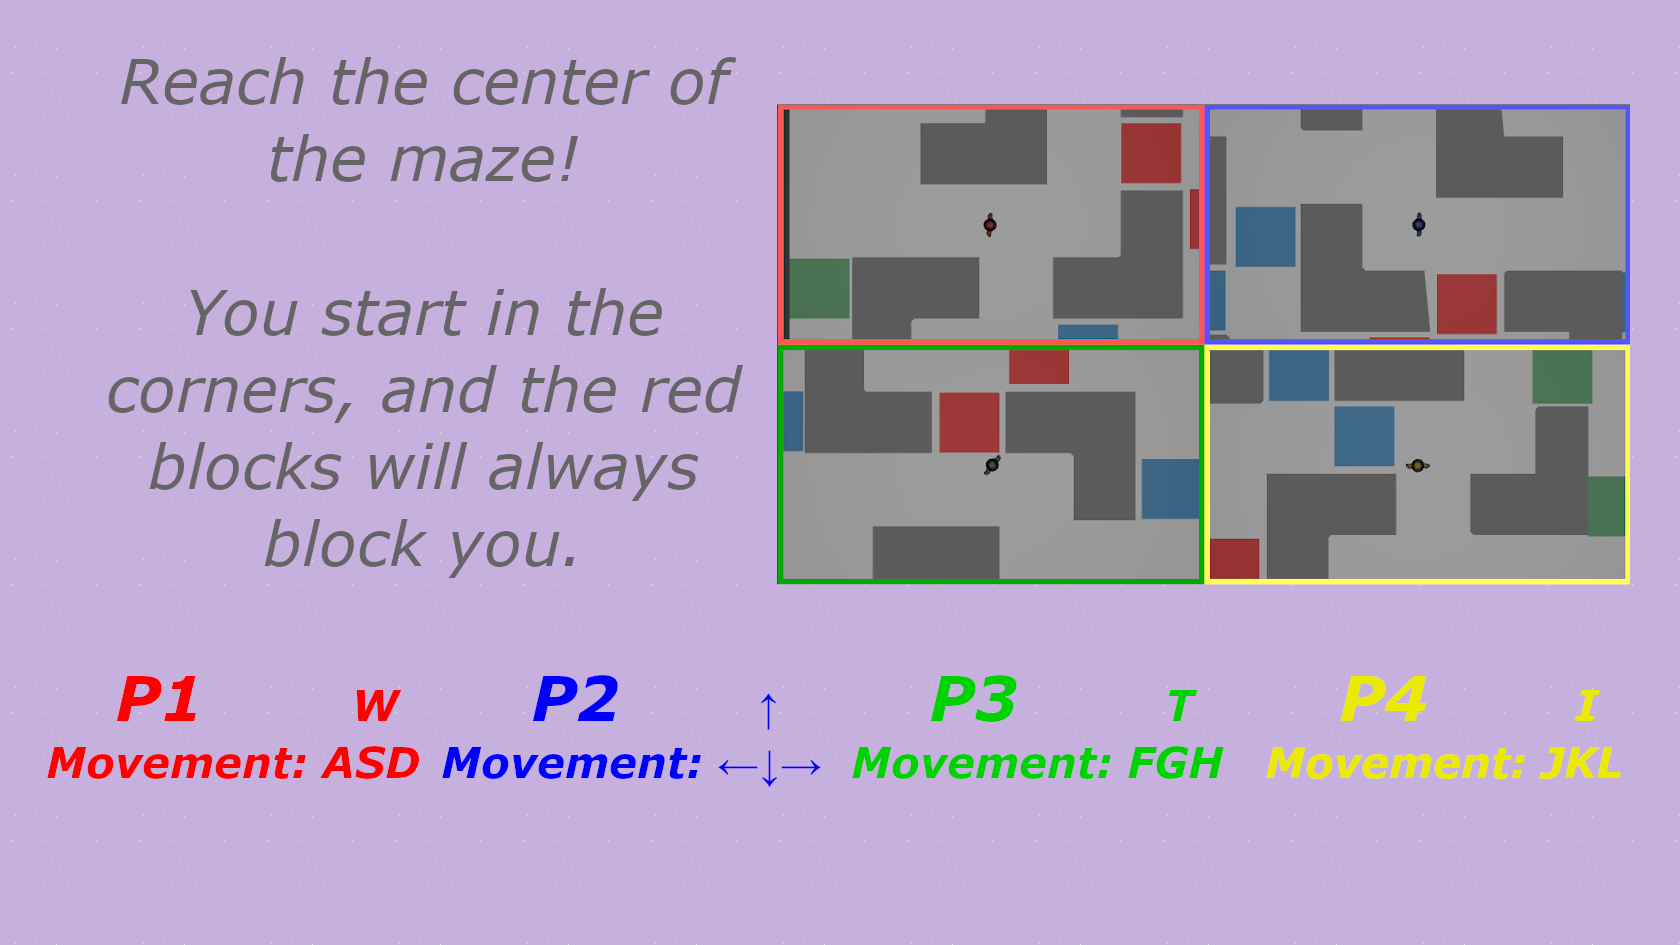 Reach the center of
the maze!
You start in the
corners, and the red
blocks will always
block you.
P1 W
Movement: ASD
P2 ↑
Movement: ←↓→
P3 T
Movement: FGH
P4 I
Movement: JKL